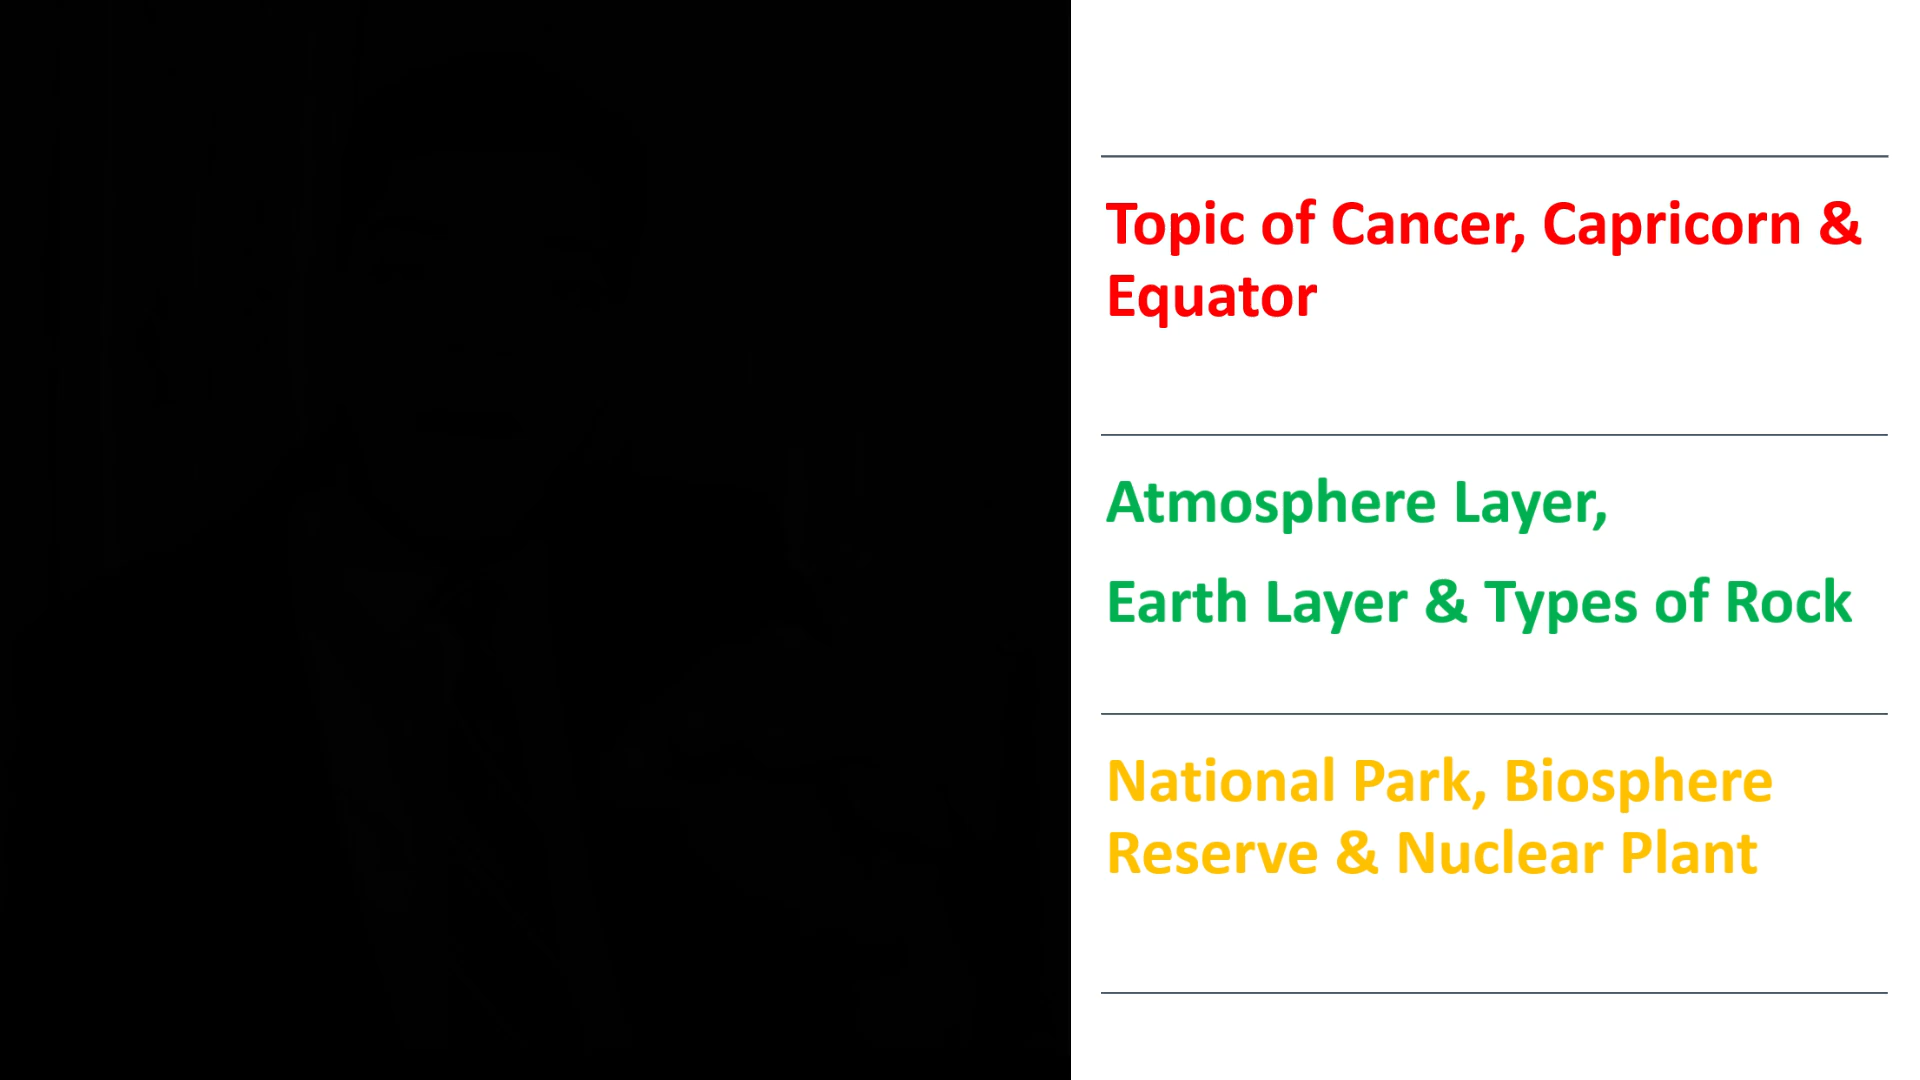 Topic of Cancer, Capricorn &
Equator
Atmosphere Layer,
Earth Layer & Types of Rock
National Park, Biosphere
Reserve & Nuclear Plant